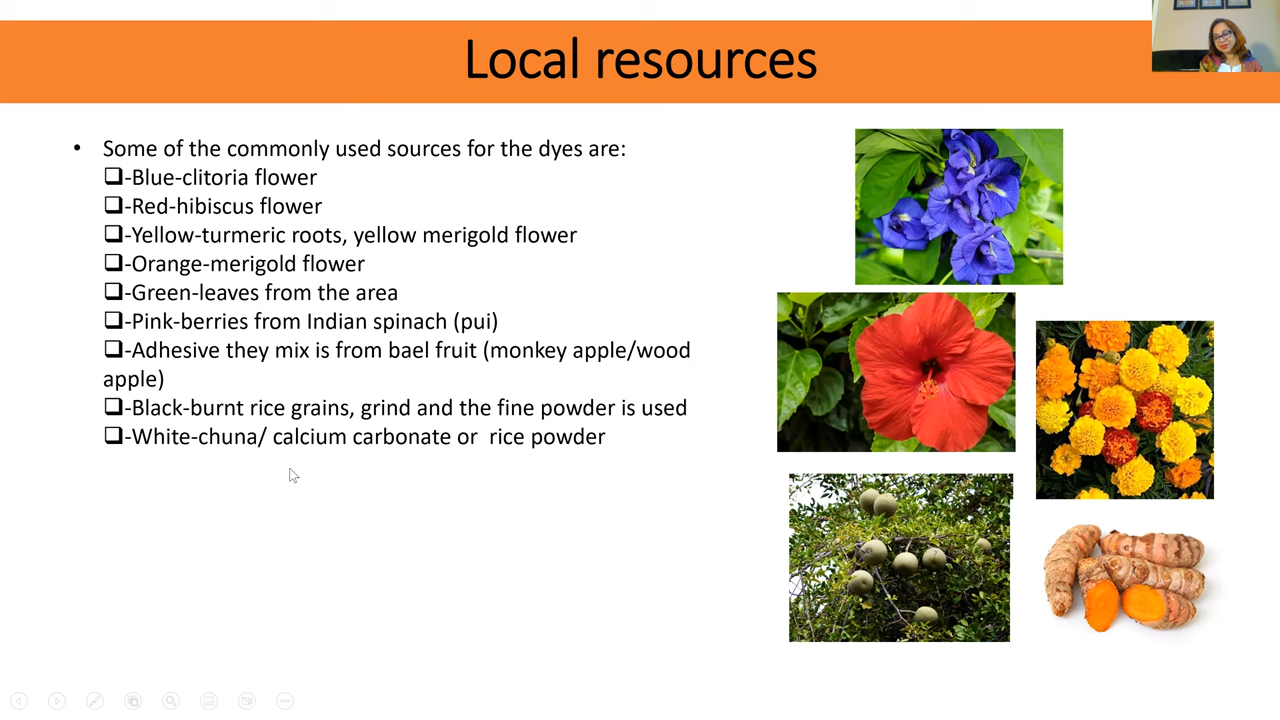 Local resources
• Some of the commonly used sources for the dyes are:
❑-Blue-clitoria flower
❑-Red-hibiscus flower
❑-Yellow-turmeric roots, yellow merigold flower
❑-Orange-merigold flower
❑-Green-leaves from the area
❑-Pink-berries from Indian spinach (pui)
❑-Adhesive they mix is from bael fruit (monkey apple/wood
apple)
❑-Black-burnt rice grains, grind and the fine powder is used
❑-White-chuna/ calcium carbonate or  rice powder